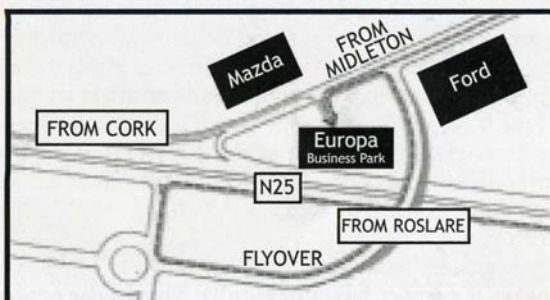 FROM
MIDLETON
Mazda
Ford
FROM CORK
Europa
Business Park
N25
FROM ROSLARE
FLYOVER